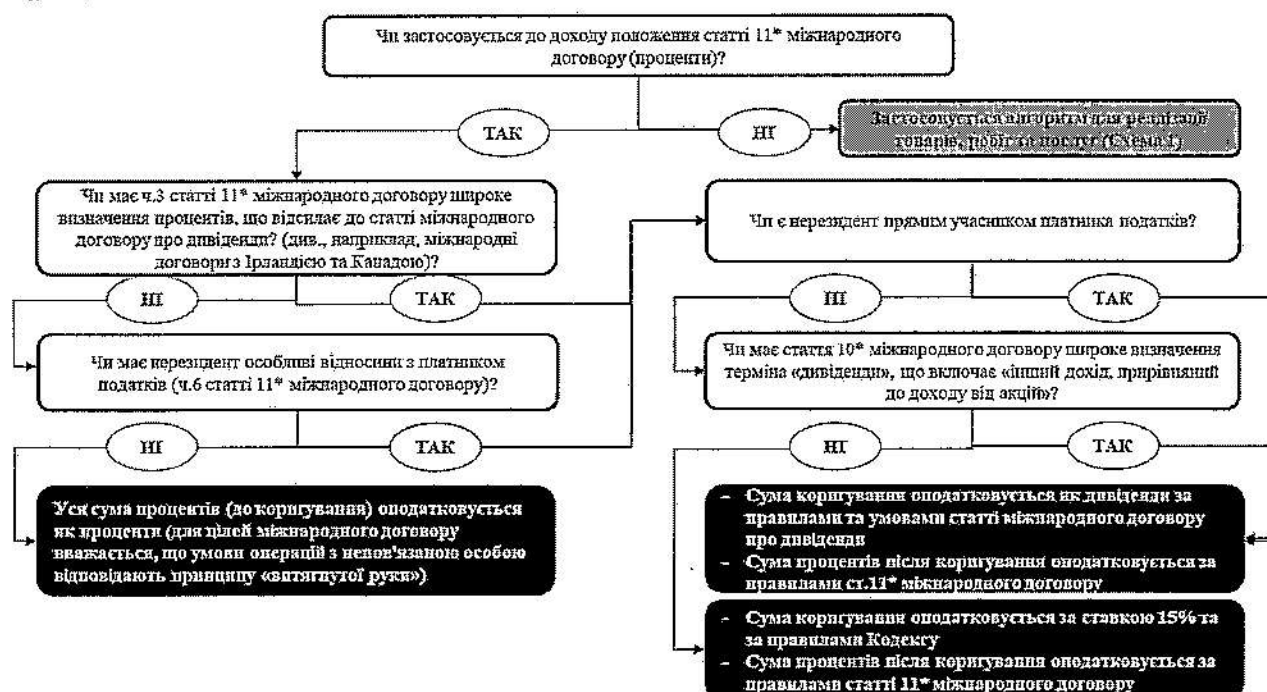 Чи застосовується до доходу положення статті 11* міжнародного
договору (проценти)?
ТАК
НІ
Застосовується алгоритм для реалізації
товарів, робіт та послуг (Схема 1)
Чи має ч.3 статті 11* міжнародного договору широке
визначення процентів, що відсилає до статті міжнародного
договору про дивіденди? (див., наприклад, міжнародні
договори з Ірландією та Канадою)?
НІ
ТАК
Чи має нерезидент особливі відносини з платником
податків (ч.6 статті 11* міжнародного договору)?
НІ
ТАК
Уся сума процентів (до коригування) оподатковується
як проценти (для цілей міжнародного договору
вважається, що умови операцій з непов'язаною особою
відповідають принципу «витягнутої руки»)
Чи є нерезидент прямим учасником платника податків?
НІ
ТАК
Чи має стаття 10* міжнародного договору широке визначення
терміна «дивіденди», що включає «інший дохід, прирівняний
до доходу від акцій»?
НІ
ТАК
– Сума коригування оподатковується як дивіденди за
правилами та умовами статті міжнародного договору
про дивіденди
– Сума процентів після коригування оподатковується за
правилами ст.11* міжнародного договору
– Сума коригування оподатковується за ставкою 15% та
за правилами Кодексу
– Сума процентів після коригування оподатковується за
правилами статті 11* міжнародного договору